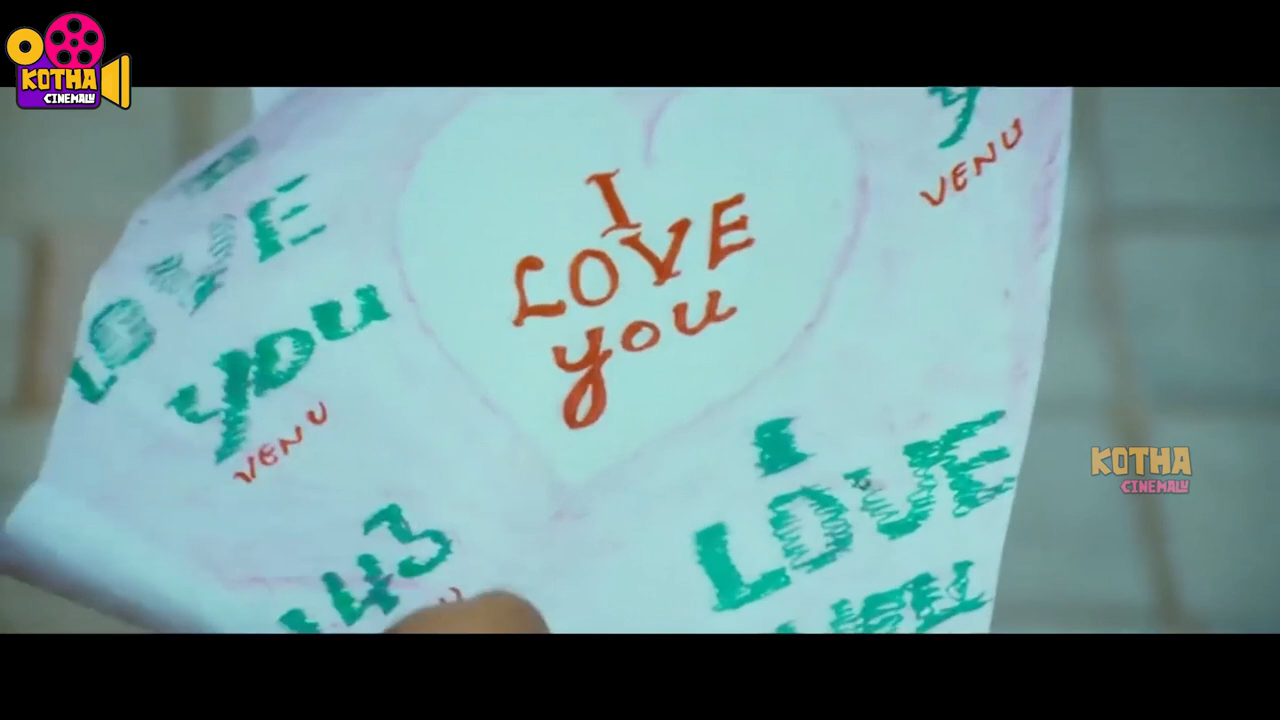 KOTHA
CINEMALU
LOVE
you
VENU
I
LOVE
you
y
VENU
143
I
LOVE
KOTHA
CINEMALU